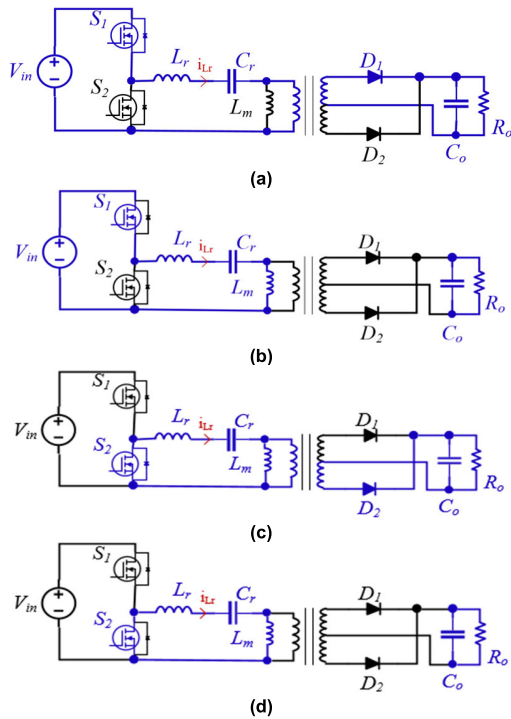 S1
Lr iLr Cr
D1
Vin
S2
Lm
Ro
D2 Co
(a)
S1
Lr iLr Cr
D1
Vin
S2
Lm
Ro
D2 Co
(b)
S1
Lr iLr Cr
D1
Vin
S2
Lm
Ro
D2 Co
(c)
S1
Lr iLr Cr
D1
Vin
S2
Lm
Ro
D2 Co
(d)